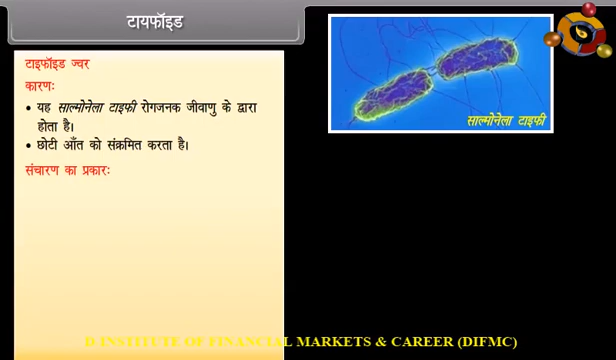 टायफॉइड
टाइफॉइड ज्वर
कारणः
• यह साल्मोनेला टाइफी रोगजनक जीवाणु के द्वारा
होता है।
• छोटी आँत को संक्रमित करता है।
संचारण का प्रकारः
साल्मोनेला टाइफी
D.INSTITUTE OF FINANCIAL MARKETS & CAREER (DIFMC)